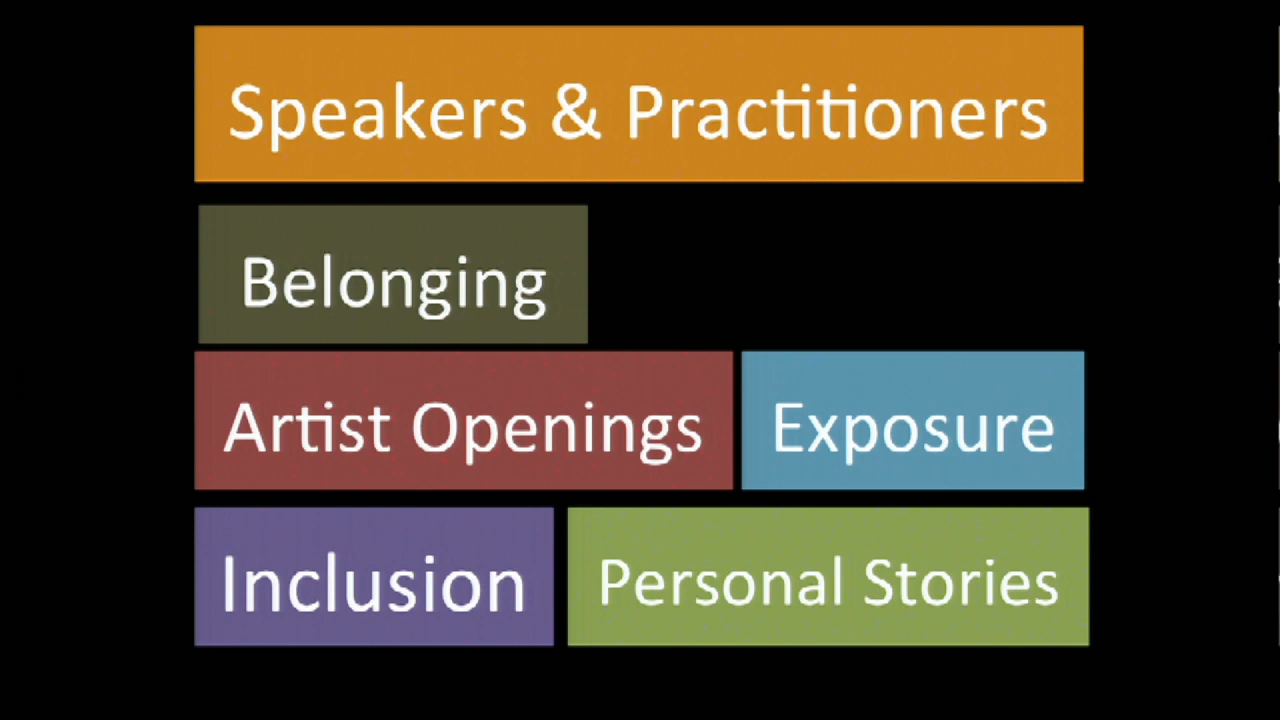 Speakers & Practitioners
Belonging
Artist Openings
Exposure
Inclusion
Personal Stories